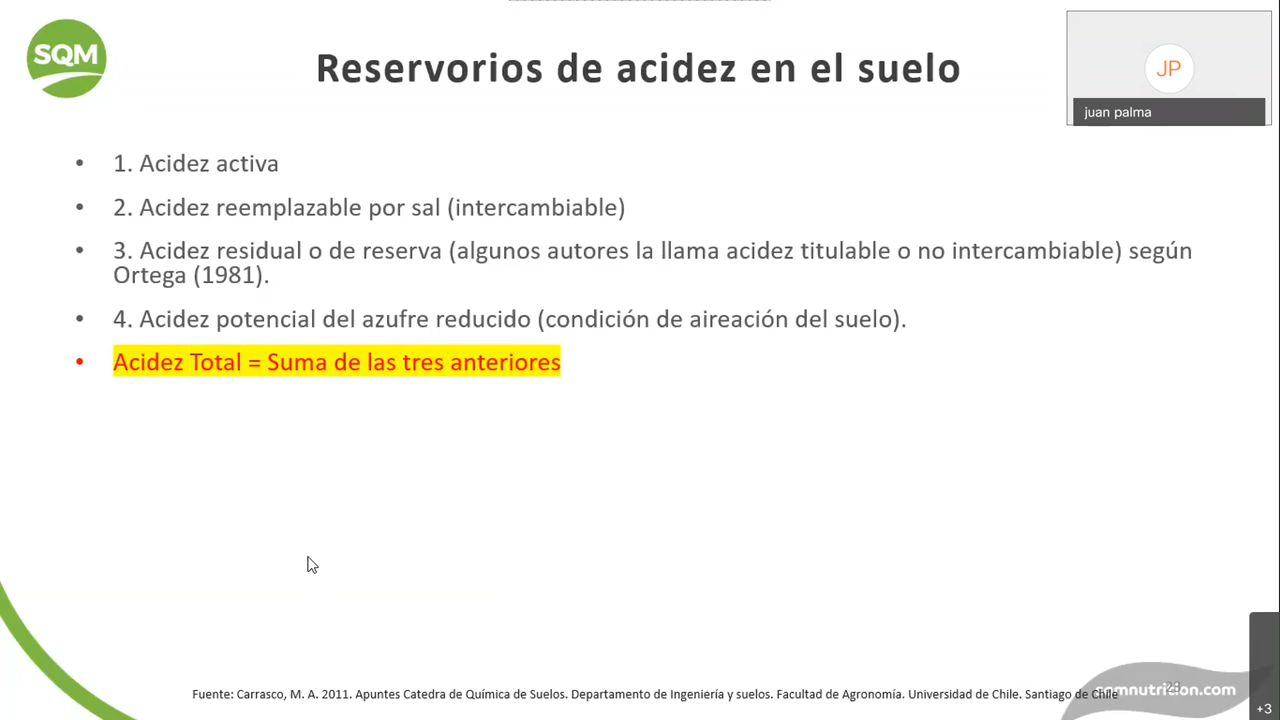 SQM
Reservorios de acidez en el suelo
JP
juan palma
• 1. Acidez activa
• 2. Acidez reemplazable por sal (intercambiable)
• 3. Acidez residual o de reserva (algunos autores la llama acidez titulable o no intercambiable) según
Ortega (1981).
• 4. Acidez potencial del azufre reducido (condición de aireación del suelo).
• Acidez Total = Suma de las tres anteriores
Fuente: Carrasco, M. A. 2011. Apuntes Catedra de Química de Suelos. Departamento de Ingeniería y suelos. Facultad de Agronomía. Universidad de Chile. Santiago de Chile
+3